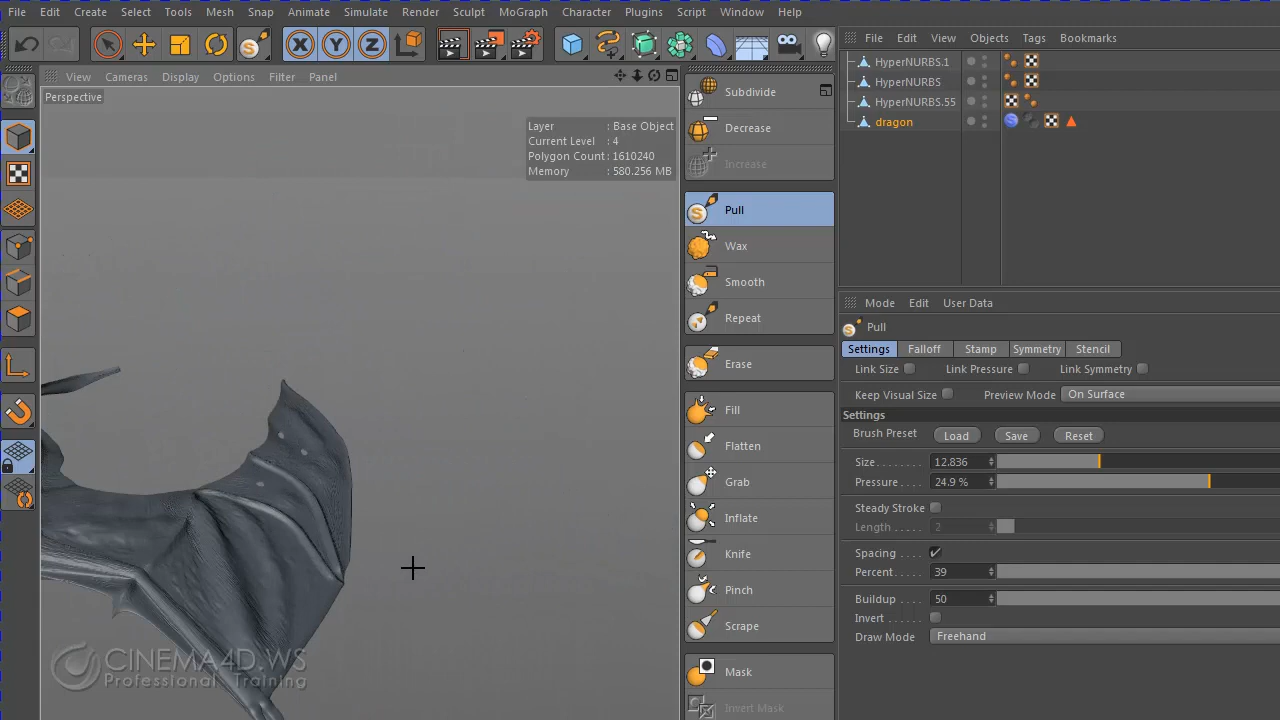 File Edit Create Select Tools Mesh Snap Animate Simulate Render Sculpt MoGraph Character Plugins Script Window Help
X Y Z
File Edit View Objects Tags Bookmarks
HyperNURBS.1
HyperNURBS
HyperNURBS.55
dragon
View Cameras Display Options Filter Panel
Perspective
Layer : Base Object
Current Level : 4
Polygon Count : 1610240
Memory : 580.256 MB
Subdivide
Decrease
Increase
Pull
Wax
Smooth
Repeat
Erase
Fill
Flatten
Grab
Inflate
Knife
Pinch
Scrape
Mask
Invert Mask
Mode Edit User Data
Pull
Settings Falloff Stamp Symmetry Stencil
Link Size Link Pressure Link Symmetry
Keep Visual Size Preview Mode On Surface
Settings
Brush Preset Load Save Reset
Size 12.836
Pressure 24.9 %
Steady Stroke
Length 2
Spacing
Percent 39
Buildup 50
Invert
Draw Mode Freehand
CINEMA4D.WS
Professional Training